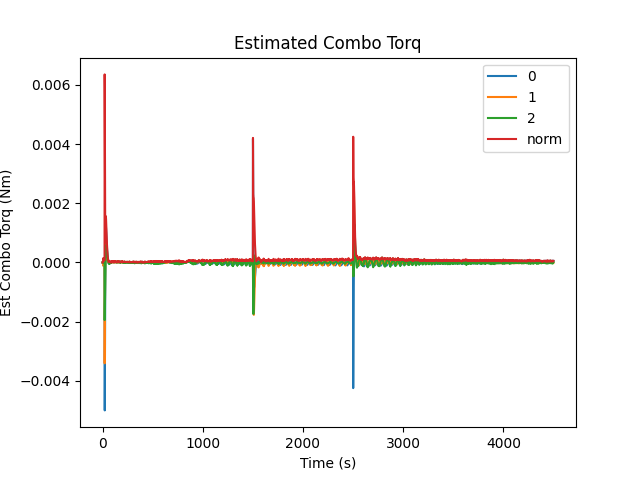 Estimated Combo Torq
0
1
2
norm
0.006
0.004
0.002
0.000
−0.002
−0.004
Est Combo Torq (Nm)
0 1000 2000 3000 4000
Time (s)